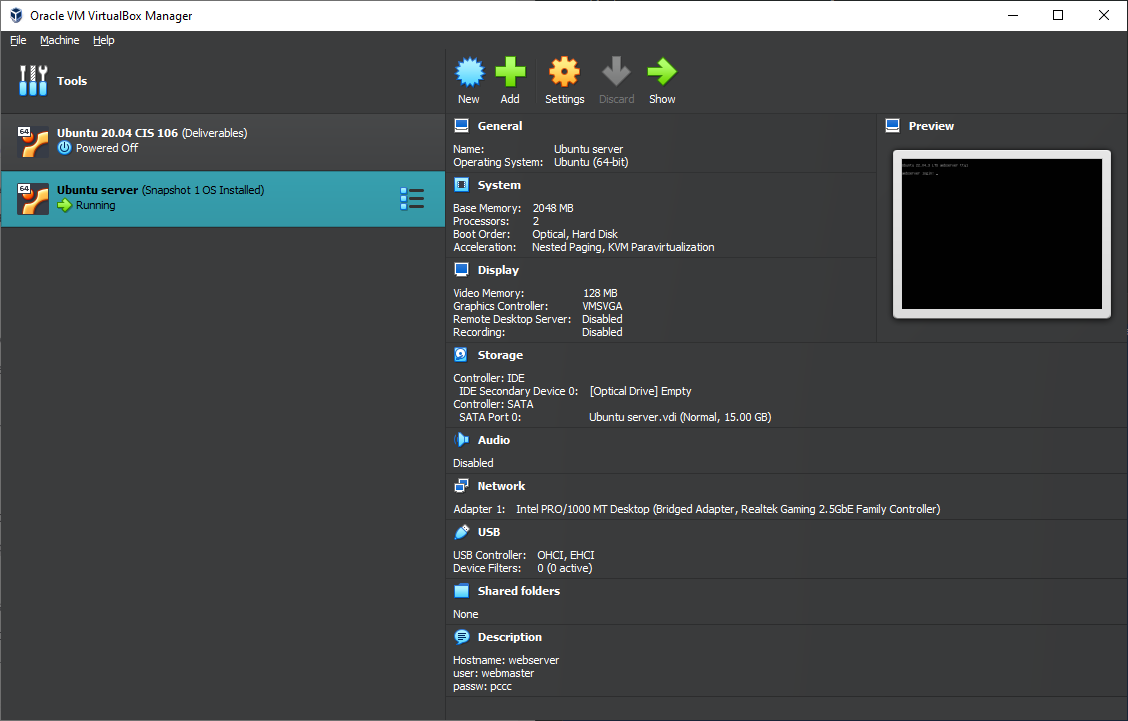 Oracle VM VirtualBox Manager
File Machine Help
Tools
New Add Settings Discard Show
64
Ubuntu 20.04 CIS 106 (Deliverables)
Powered Off
64
Ubuntu server (Snapshot 1 OS Installed)
Running
General
Name: Ubuntu server
Operating System: Ubuntu (64-bit)
System
Base Memory: 2048 MB
Processors: 2
Boot Order: Optical, Hard Disk
Acceleration: Nested Paging, KVM Paravirtualization
Display
Video Memory: 128 MB
Graphics Controller: VMSVGA
Remote Desktop Server: Disabled
Recording: Disabled
Storage
Controller: IDE
IDE Secondary Device 0: [Optical Drive] Empty
Controller: SATA
SATA Port 0: Ubuntu server.vdi (Normal, 15.00 GB)
Audio
Disabled
Network
Adapter 1: Intel PRO/1000 MT Desktop (Bridged Adapter, Realtek Gaming 2.5GbE Family Controller)
USB
USB Controller: OHCI, EHCI
Device Filters: 0 (0 active)
Shared folders
None
Description
Hostname: webserver
user: webmaster
passw: pccc
Preview
webserver login: _